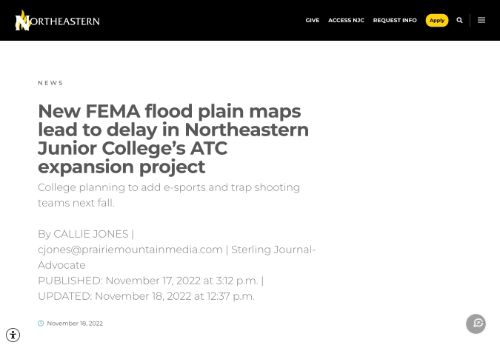 NORTHEASTERN
GIVE ACCESS NJC REQUEST INFO Apply
NEWS
New FEMA flood plain maps
lead to delay in Northeastern
Junior College’s ATC
expansion project
College planning to add e-sports and trap shooting
teams next fall.
By CALLIE JONES |
cjones@prairiemountainmedia.com | Sterling Journal-
Advocate
PUBLISHED: November 17, 2022 at 3:12 p.m. |
UPDATED: November 18, 2022 at 12:37 p.m.
November 18, 2022